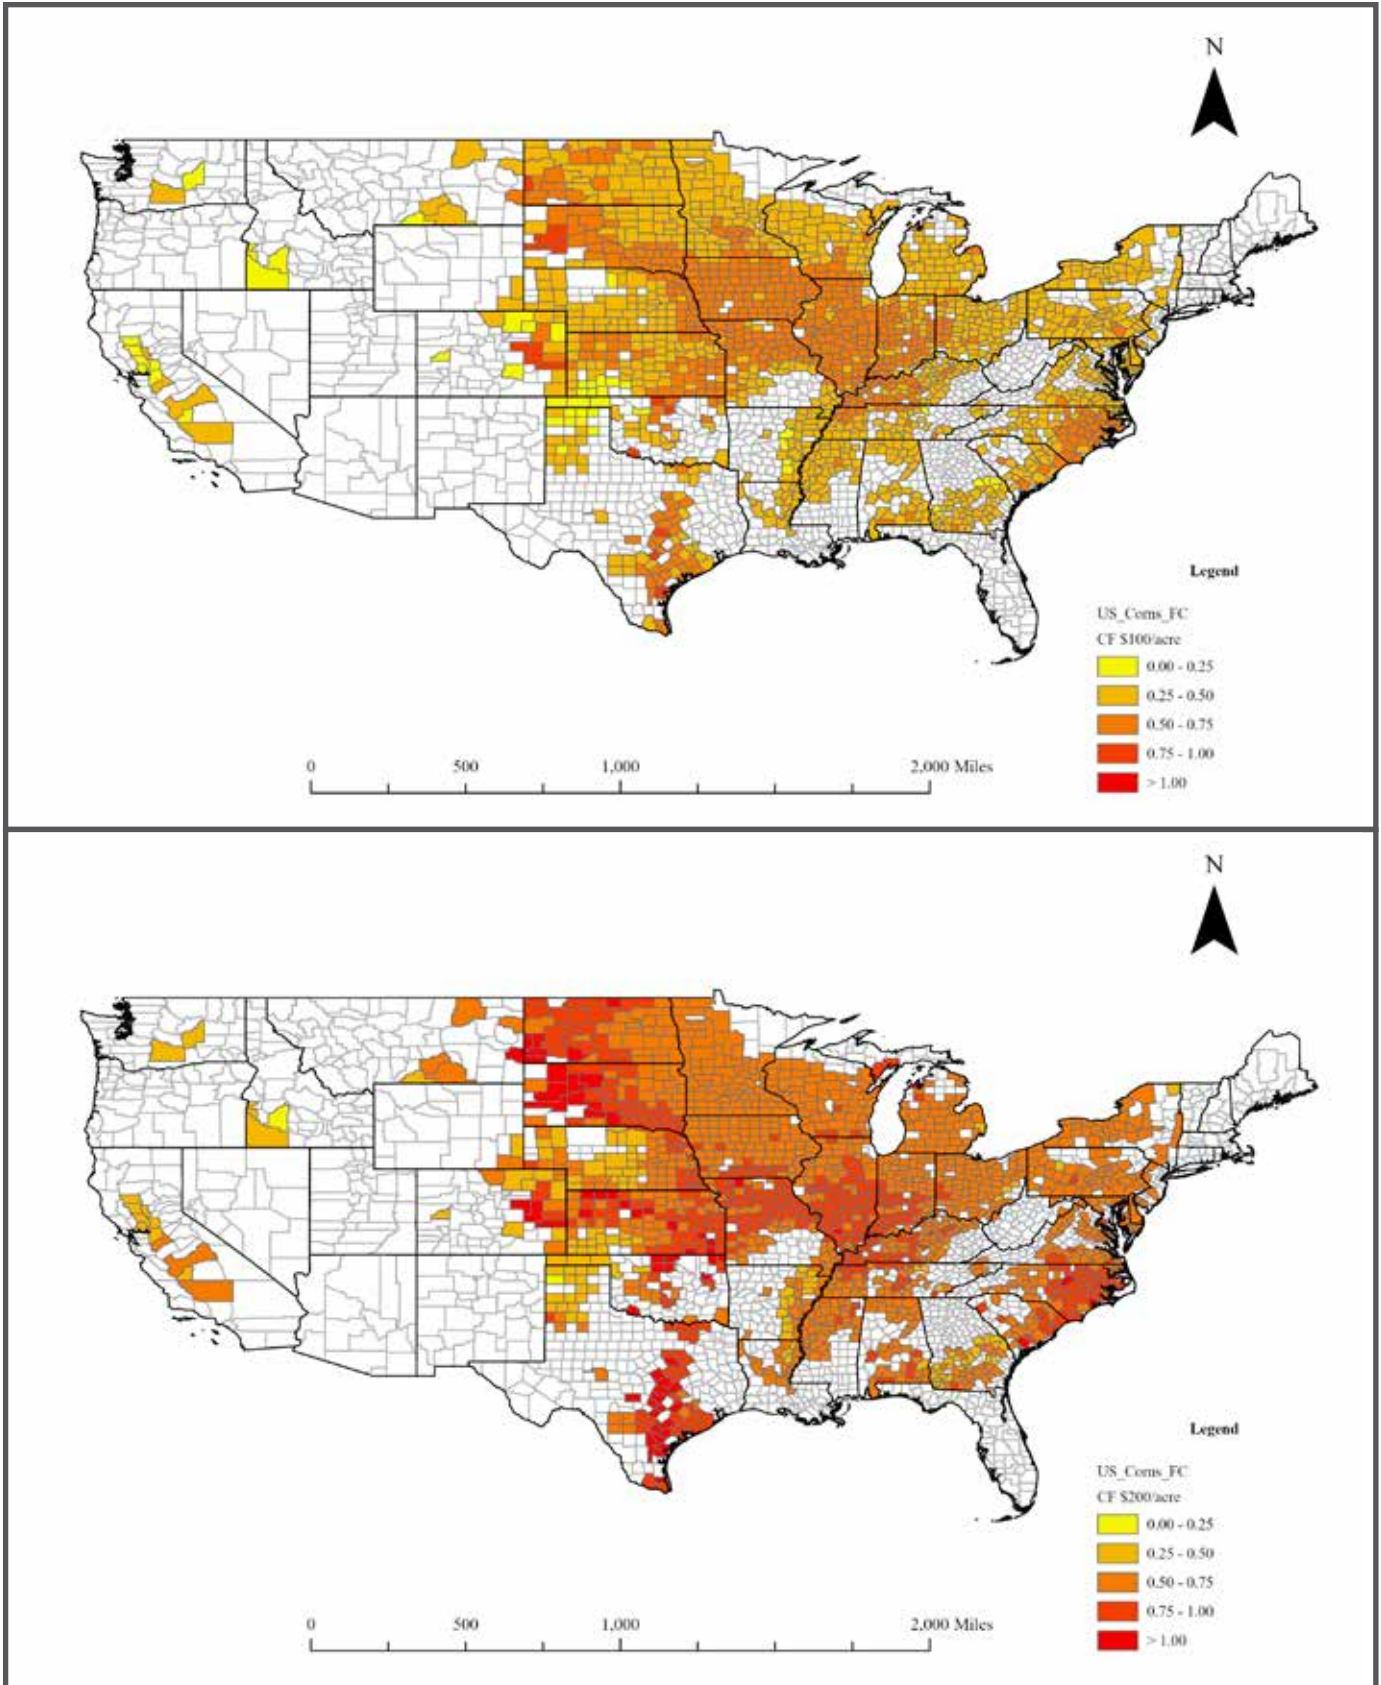 N
Legend
US_Corns_FC
CF $100/acre
0.00 - 0.25
0.25 - 0.50
0.50 - 0.75
0.75 - 1.00
> 1.00
0 500 1,000 2,000 Miles
N
Legend
US_Corns_FC
CF $200/acre
0.00 - 0.25
0.25 - 0.50
0.50 - 0.75
0.75 - 1.00
> 1.00
0 500 1,000 2,000 Miles